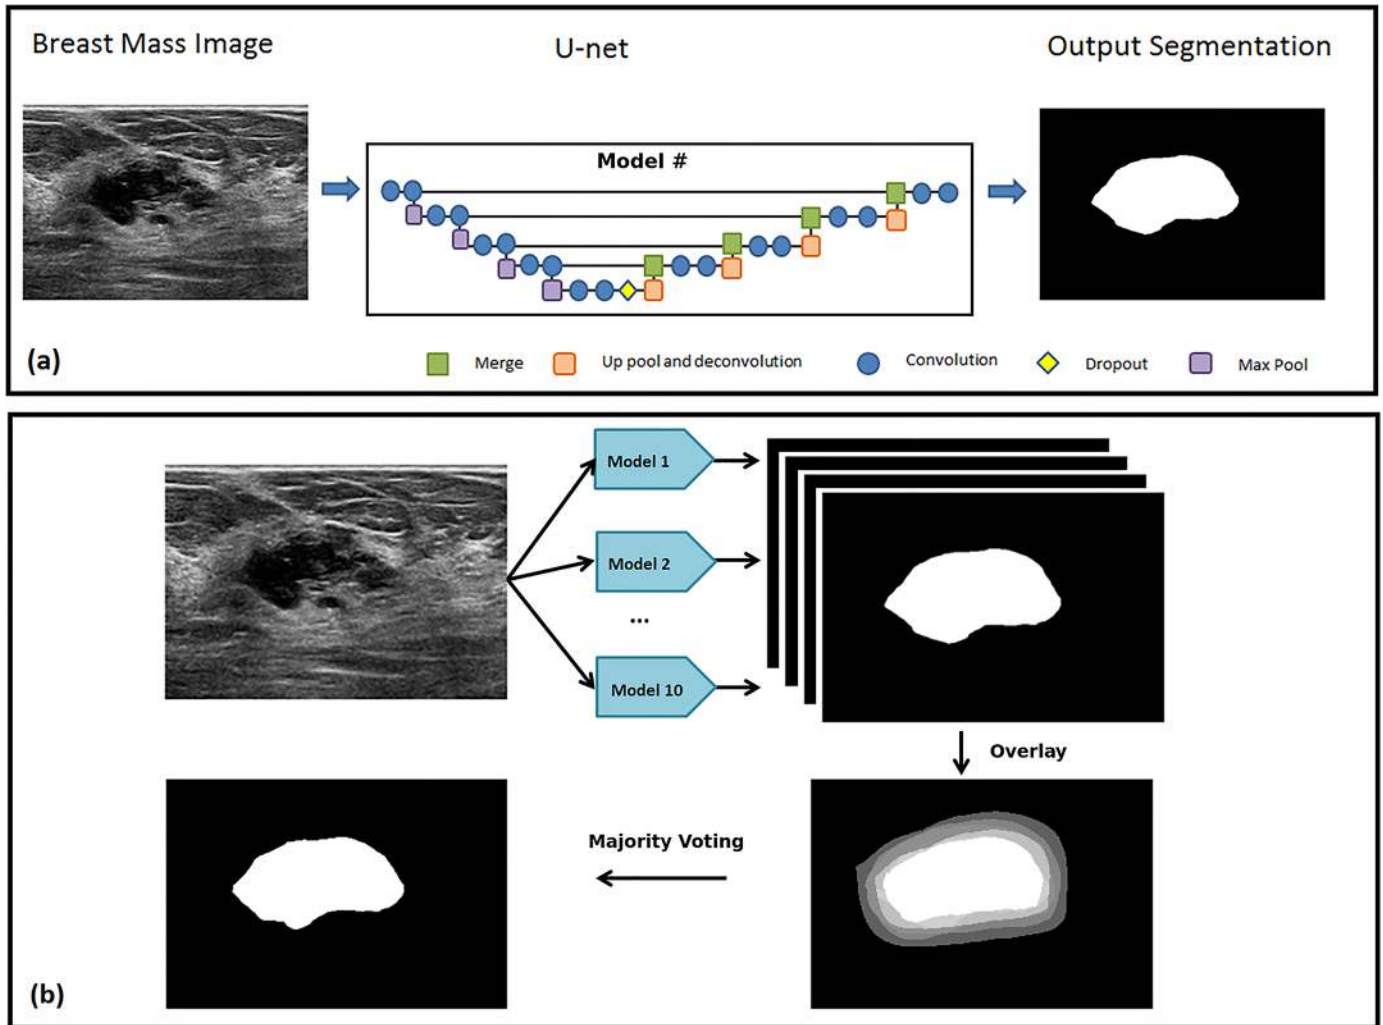 Breast Mass Image
U-net
Output Segmentation
Model #
(a)
Merge
Up pool and deconvolution
Convolution
Dropout
Max Pool
Model 1
Model 2
...
Model 10
Overlay
Majority Voting
(b)